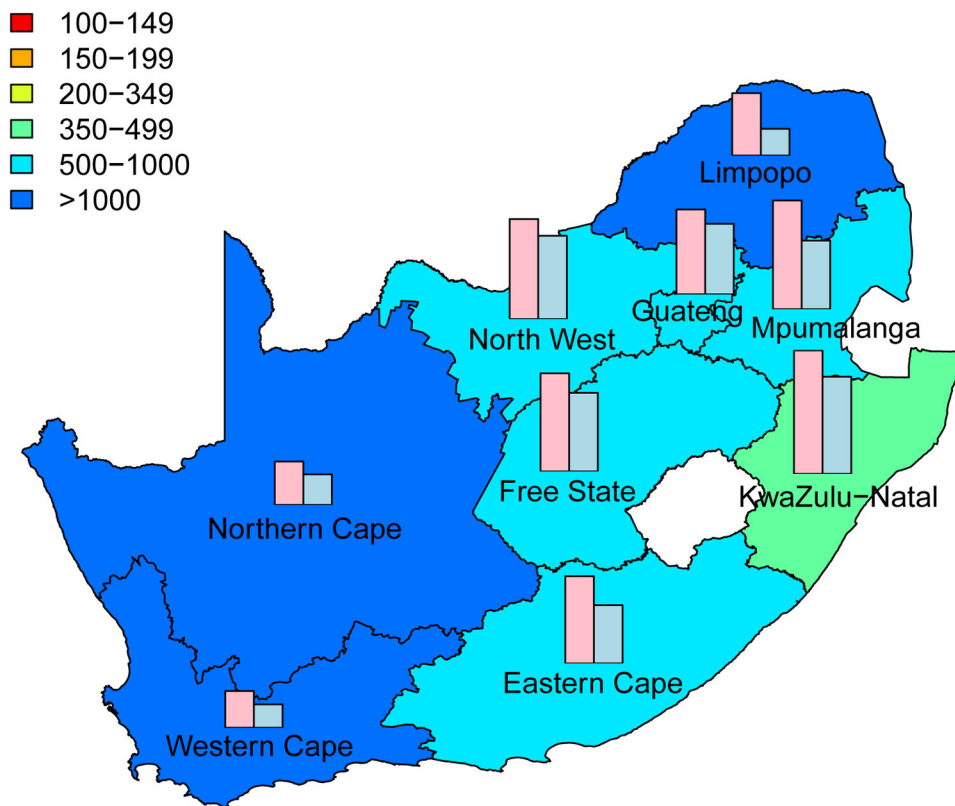 100−149
150−199
200−349
350−499
500−1000
>1000
Limpopo
Guateng
Mpumalanga
North West
Free State
KwaZulu−Natal
Northern Cape
Eastern Cape
Western Cape